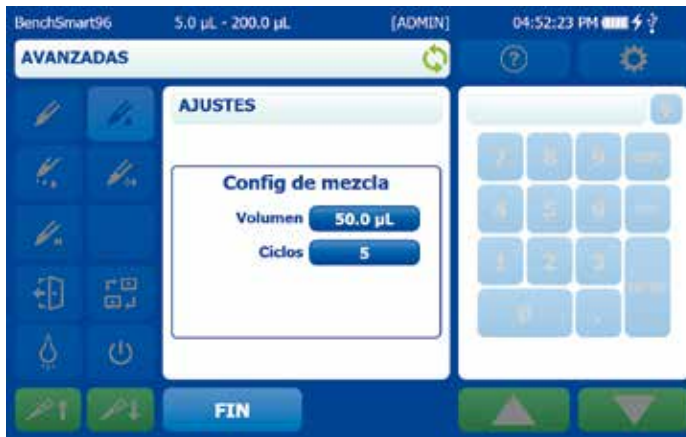 BenchSmart96 5.0 µL - 200.0 µL [ADMIN] 04:52:23 PM
AVANZADAS
?
AJUSTES
Config de mezcla
Volumen 50.0 µL
Ciclos 5
7 8 9
4 5 6
1 2 3
0 .
FIN